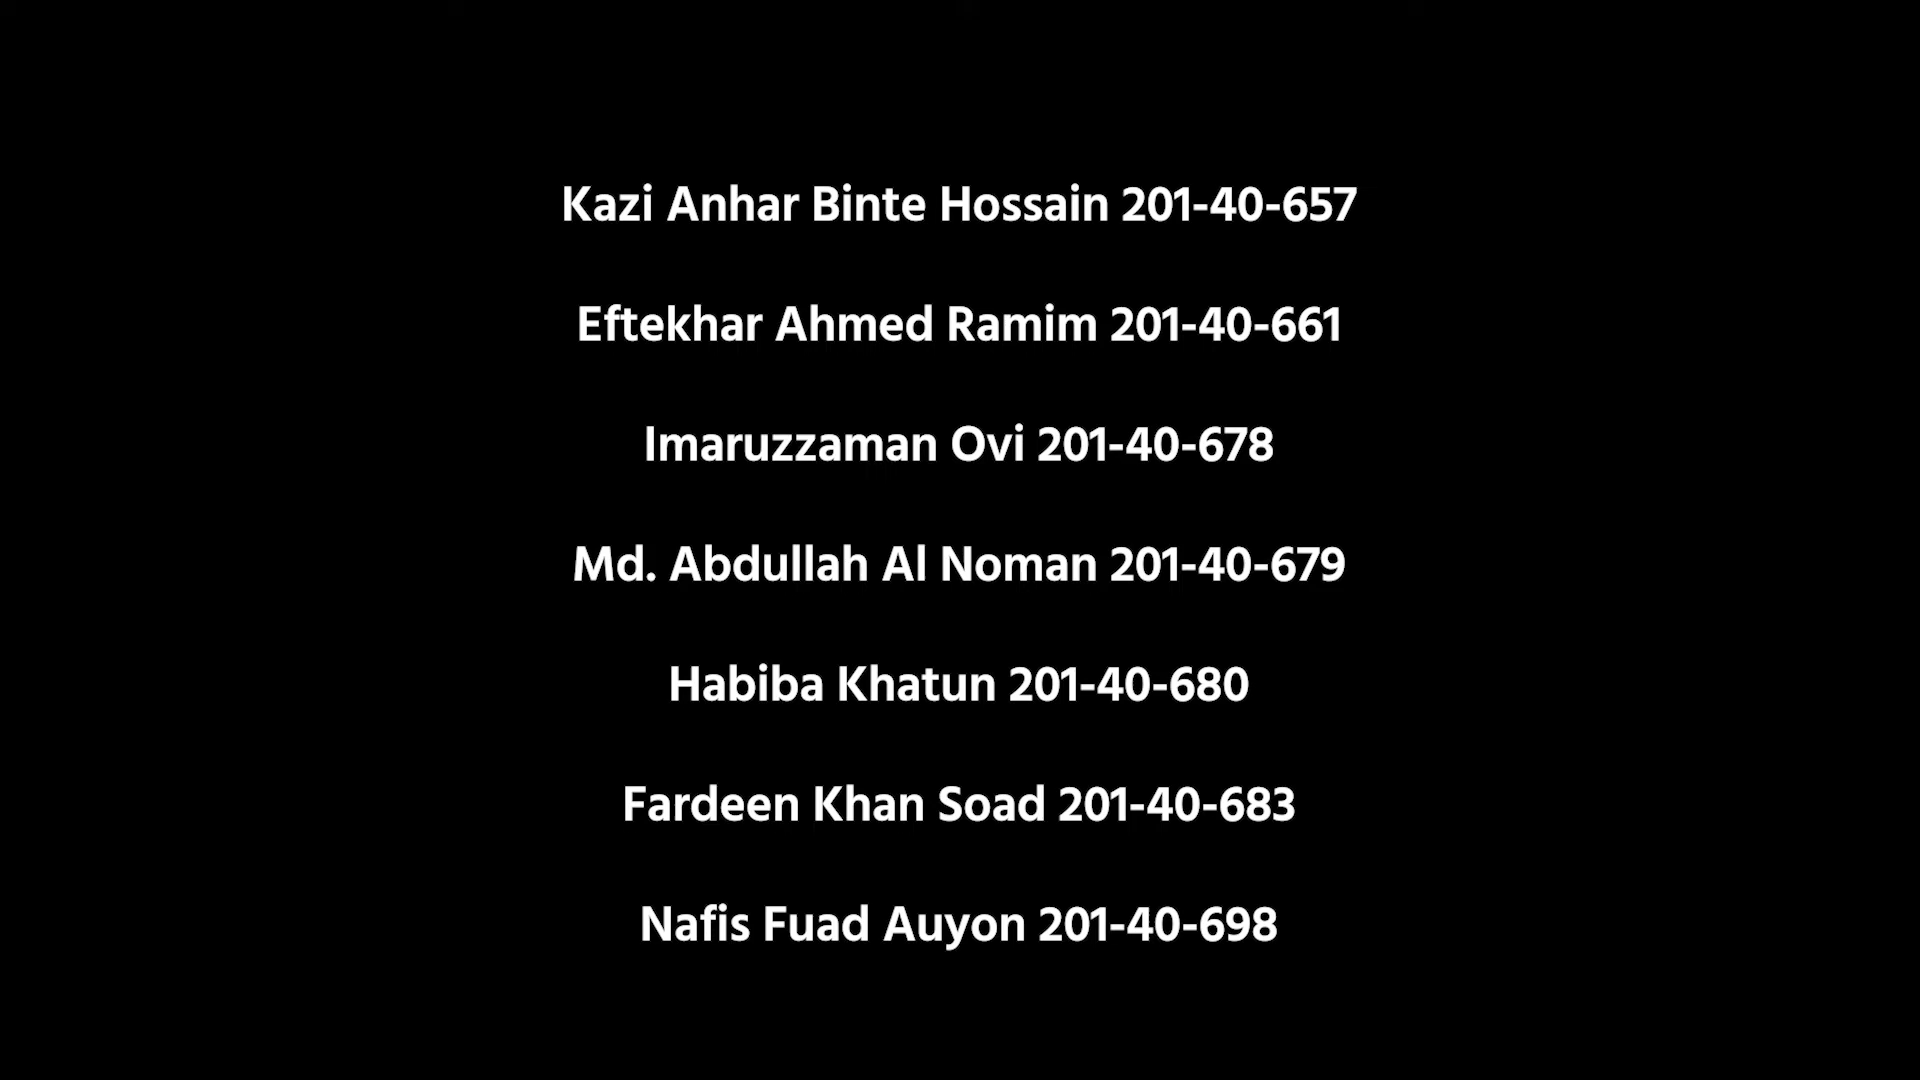 Kazi Anhar Binte Hossain 201-40-657
Eftekhar Ahmed Ramim 201-40-661
Imaruzzaman Ovi 201-40-678
Md. Abdullah Al Noman 201-40-679
Habiba Khatun 201-40-680
Fardeen Khan Soad 201-40-683
Nafis Fuad Auyon 201-40-698